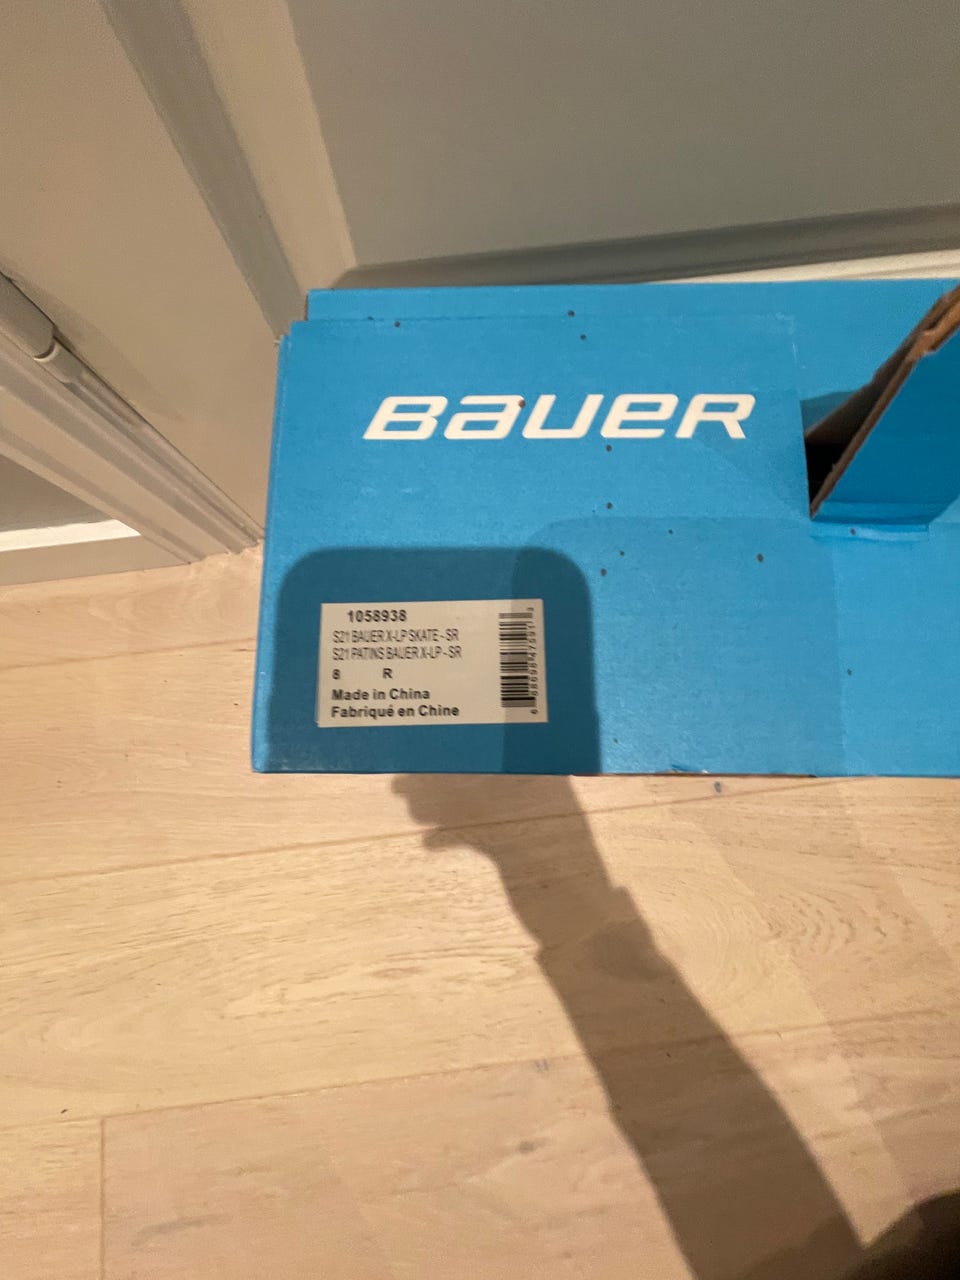 BAUER
1058938
S21 BAUER X-LP SKATE - SR
S21 PATINS BAUER X-LP - SR
8 R
Made in China
Fabriqué en Chine